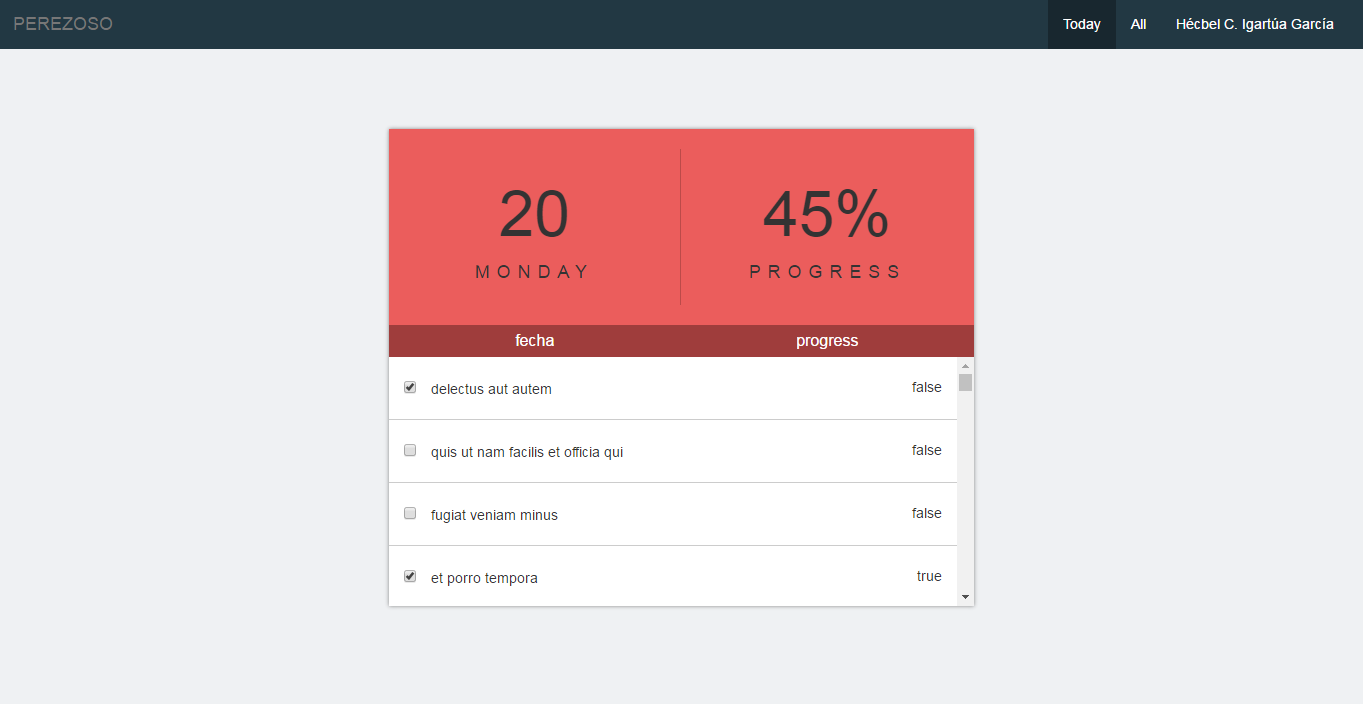 PEREZOSO Today All Hécbel C. Igartúa García
20 45%
MONDAY PROGRESS
fecha progress
delectus aut autem false
quis ut nam facilis et officia qui false
fugiat veniam minus false
et porro tempora true